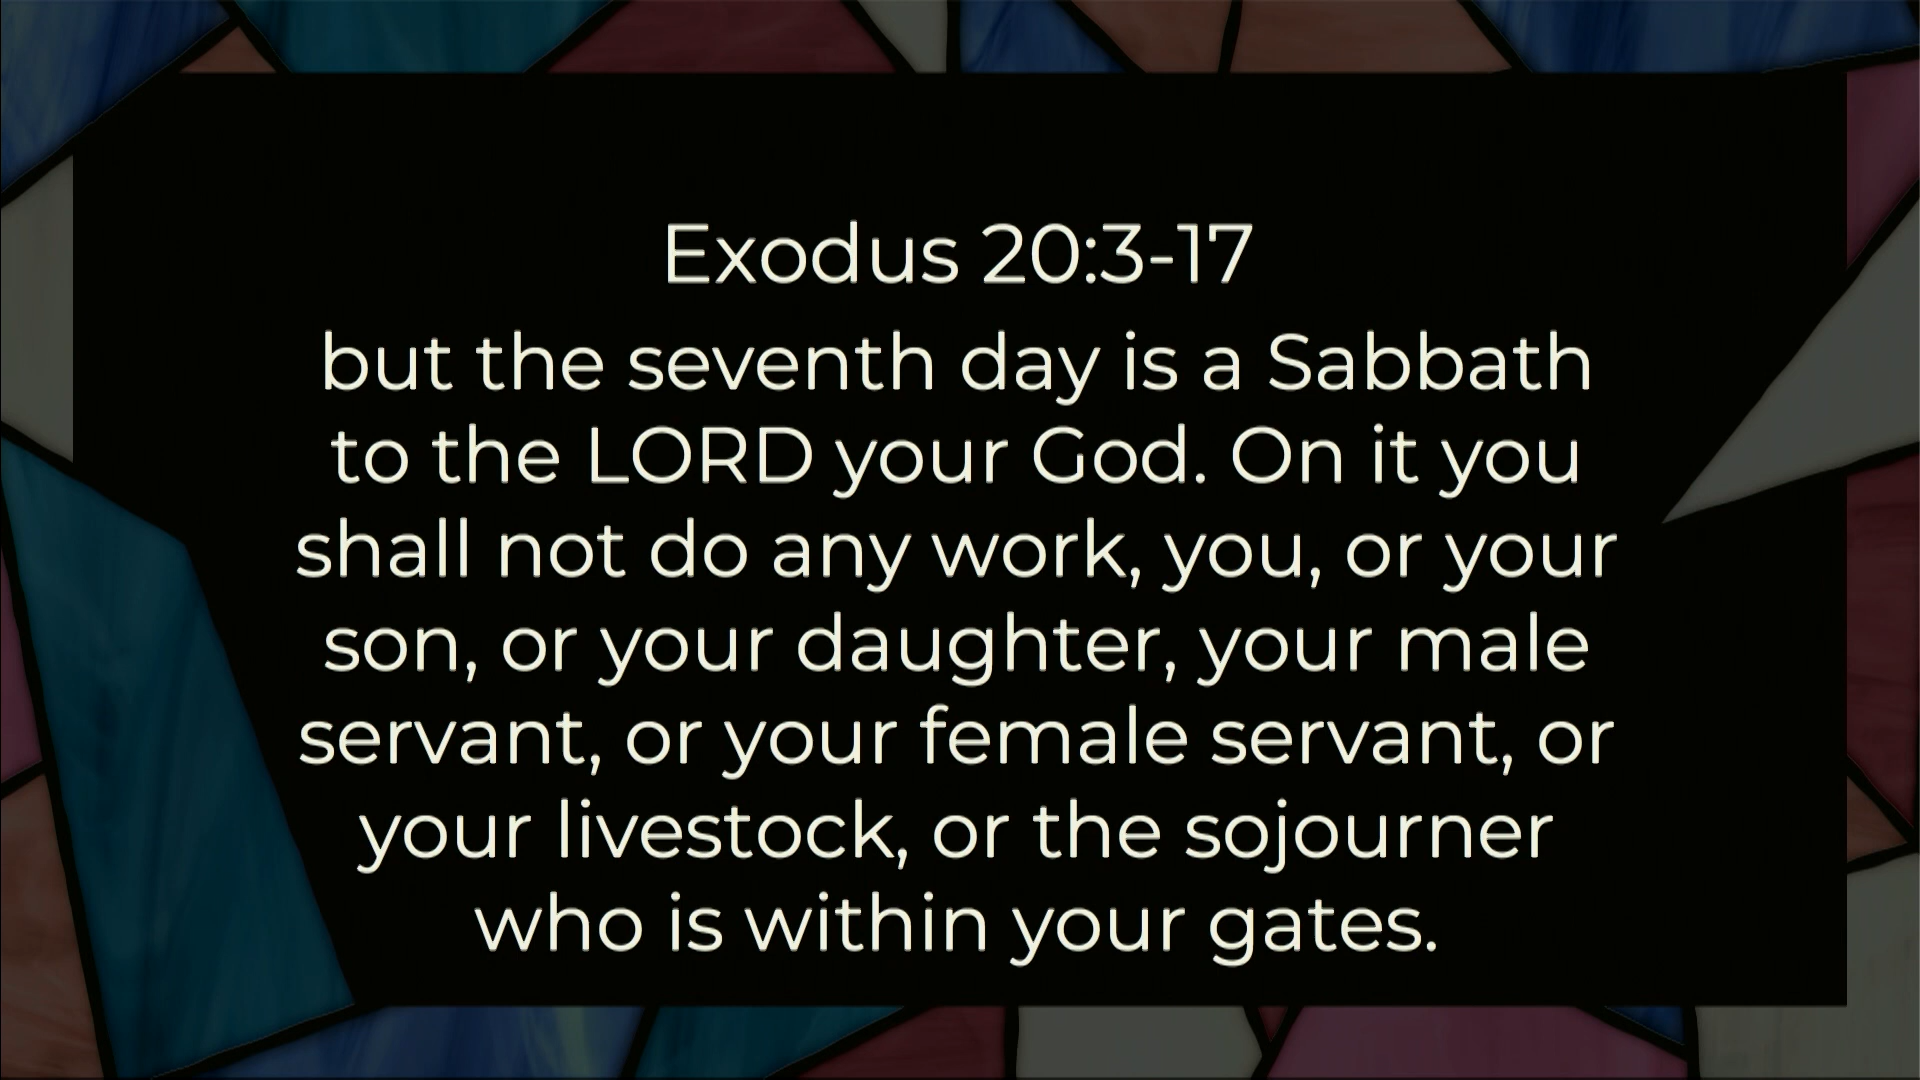 Exodus 20:3-17
but the seventh day is a Sabbath
to the LORD your God. On it you
shall not do any work, you, or your
son, or your daughter, your male
servant, or your female servant, or
your livestock, or the sojourner
who is within your gates.